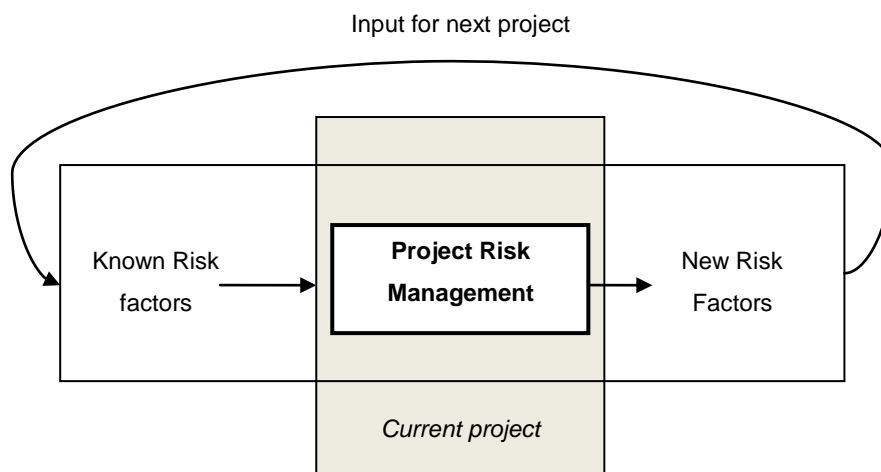 Input for next project
Known Risk
factors
Project Risk
Management
New Risk
Factors
Current project